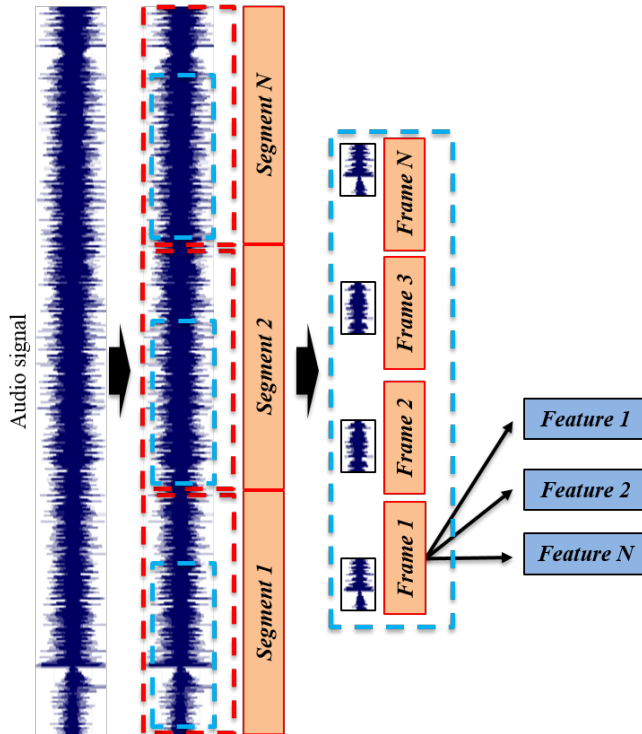 Audio signal
Segment N
Segment 2
Segment 1
Frame N
Frame 3
Frame 2
Frame 1
Feature 1
Feature 2
Feature N